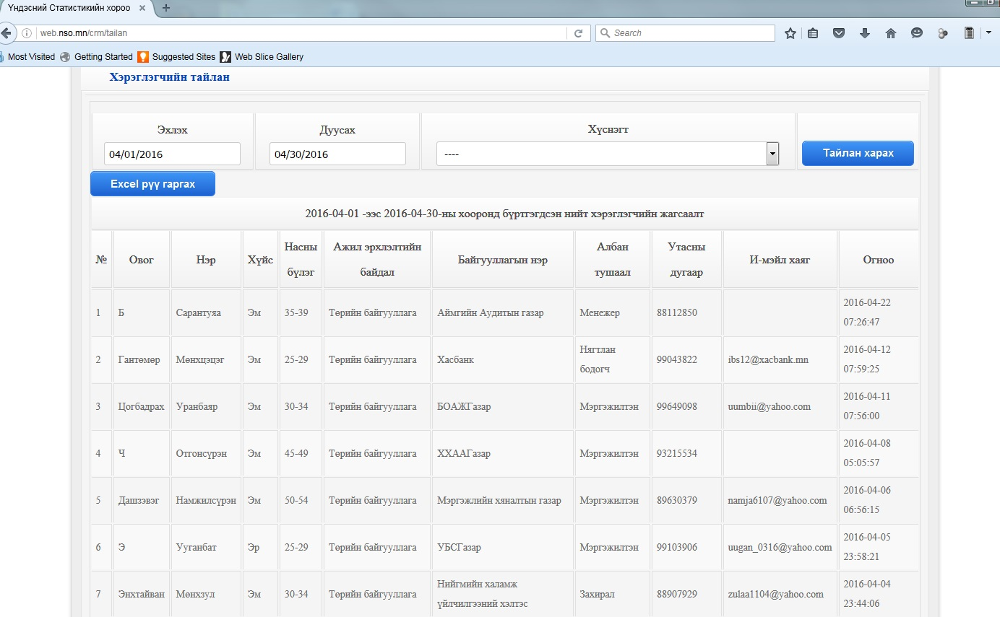 Үндэсний Статистикийн хороо
web.nso.mn/crm/tailan
Search
Most Visited Getting Started Suggested Sites Web Slice Gallery
Хэрэглэгчийн тайлан
Эхлэх Дуусах Хүснэгт
04/01/2016 04/30/2016 ---- Тайлан харах
Excel рүү гаргах
2016-04-01 -ээс 2016-04-30-ны хооронд бүртгэгдсэн нийт хэрэглэгчийн жагсаалт
№ Овог Нэр Хүйс Насны бүлэг Ажил эрхлэлтийн байдал Байгууллагын нэр Албан тушаал Утасны дугаар И-мэйл хаяг Огноо
1 Б Сарантуяа Эм 35-39 Төрийн байгууллага Аймгийн Аудитын газар Менежер 88112850 2016-04-22 07:26:47
2 Гантөмөр Мөнхцэцэг Эм 25-29 Төрийн байгууллага Хасбанк Нягтлан бодогч 99043822 ibs12@xacbank.mn 2016-04-12 07:59:25
3 Цогбадрах Уранбаяр Эм 30-34 Төрийн байгууллага БОАЖГазар Мэргэжилтэн 99649098 uumbii@yahoo.com 2016-04-11 07:56:00
4 Ч Отгонсүрэн Эм 45-49 Төрийн байгууллага ХХААГазар Мэргэжилтэн 93215534 2016-04-08 05:05:57
5 Дашзэвэг Намжилсүрэн Эм 50-54 Төрийн байгууллага Мэргэжлийн хяналтын газар Мэргэжилтэн 89630379 namja6107@yahoo.com 2016-04-06 06:56:15
6 Э Ууганбат Эр 25-29 Төрийн байгууллага УБСГазар Мэргэжилтэн 99103906 uugan_0316@yahoo.com 2016-04-05 23:58:21
7 Энхтайван Мөнхзул Эм 30-34 Төрийн байгууллага Нийгмийн халамж үйлчилгээний хэлтэс Захирал 88907929 zulaa1104@yahoo.com 2016-04-04 23:44:06